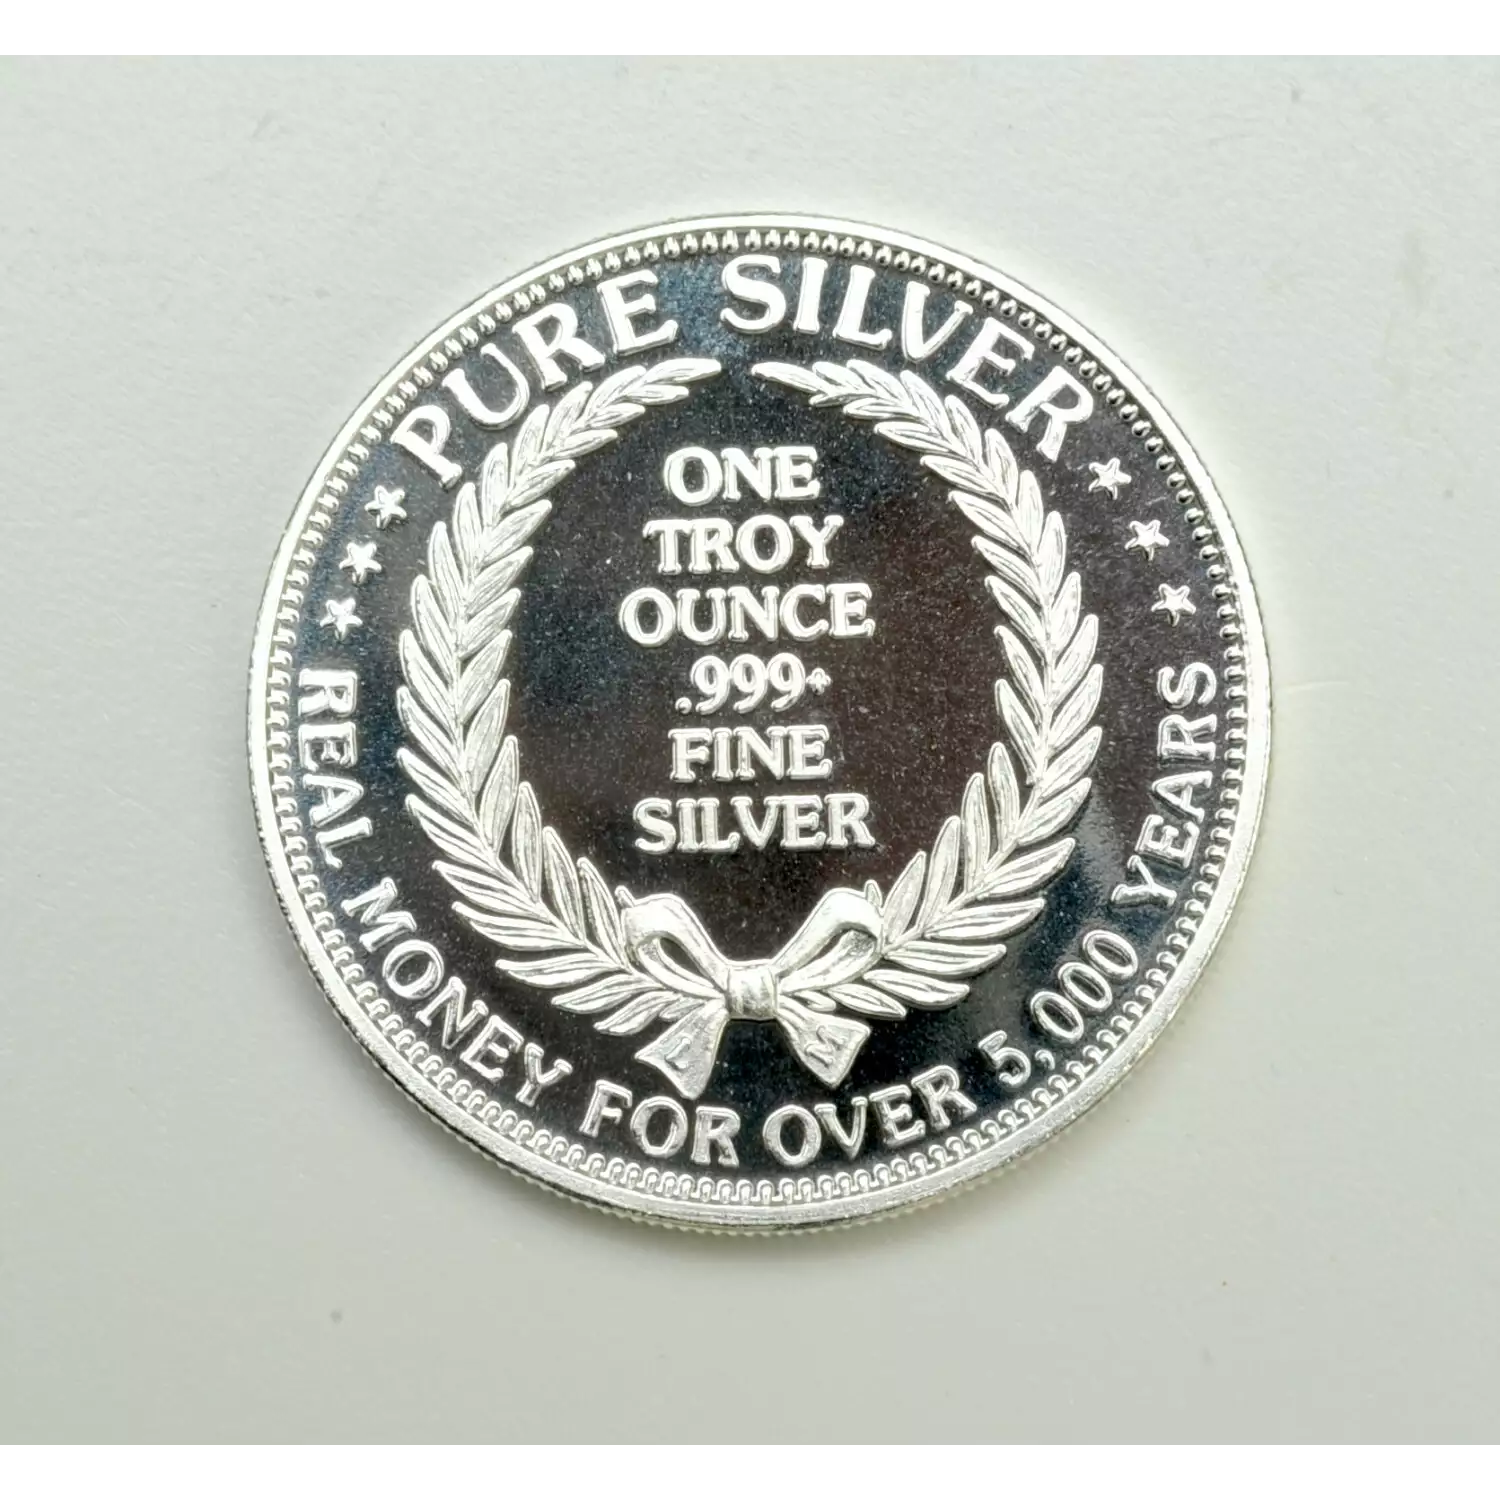 PURE SILVER
ONE
TROY
OUNCE
.999+
FINE
SILVER
L M
REAL MONEY FOR OVER 5,000 YEARS